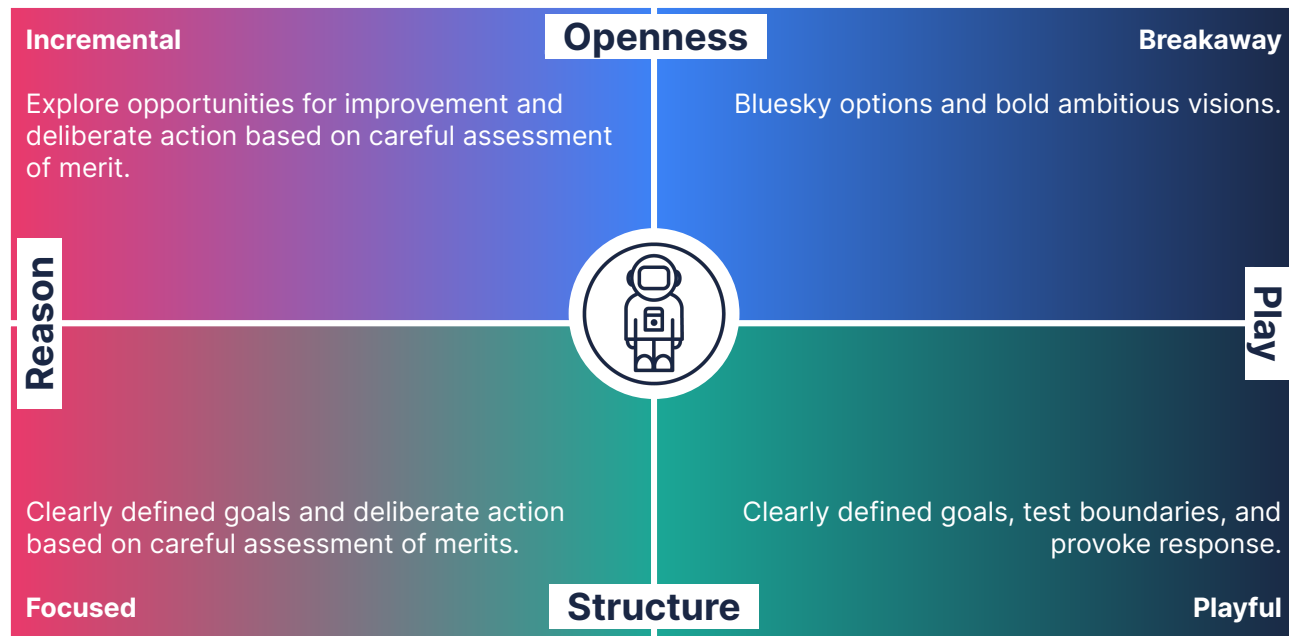 Incremental
Openness
Breakaway
Explore opportunities for improvement and
deliberate action based on careful assessment
of merit.
Bluesky options and bold ambitious visions.
Reason
Play
Clearly defined goals and deliberate action
based on careful assessment of merits.
Clearly defined goals, test boundaries, and
provoke response.
Focused
Structure
Playful